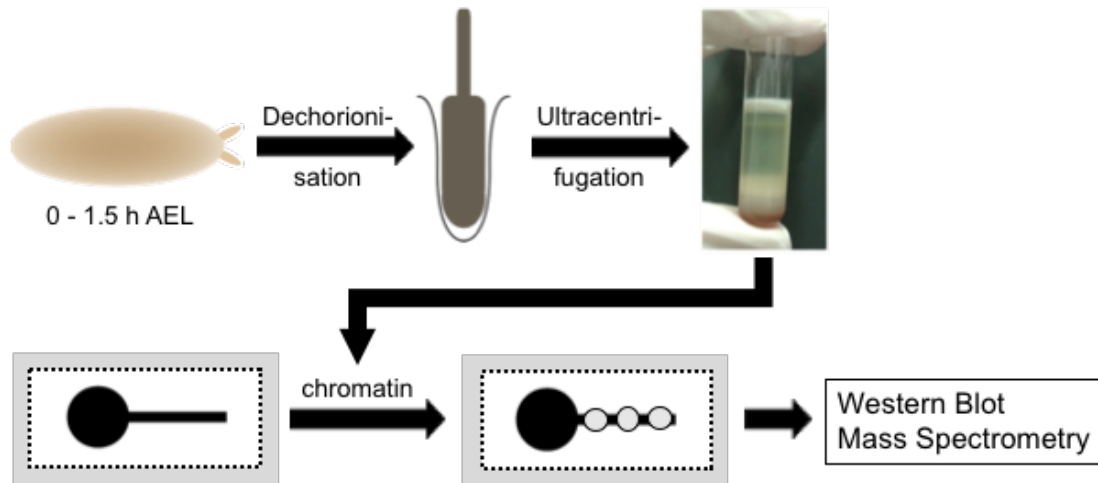 Dechorioni-
sation
Ultracentri-
fugation
0 - 1.5 h AEL
chromatin
Western Blot
Mass Spectrometry